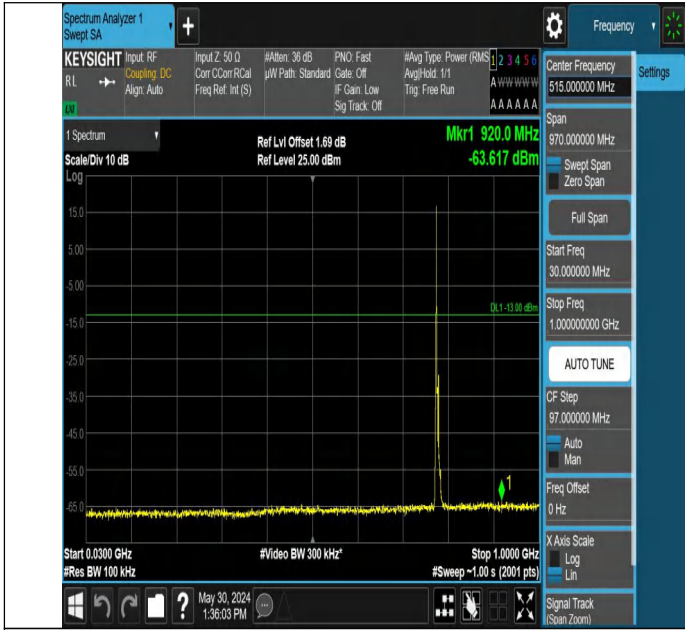 Spectrum Analyzer 1
Swept SA
+
Frequency
KEYSIGHT
R L
Input: RF
Coupling: DC
Align: Auto
Input Z: 50 Ω
Corr CCorr RCal
Freq Ref: Int (S)
#Atten: 36 dB
µW Path: Standard
PNO: Fast
Gate: Off
IF Gain: Low
Sig Track: Off
#Avg Type: Power (RMS
Avg|Hold: 1/1
Trig: Free Run
1 2 3 4 5 6
A W W W W W
A A A A A A
1 Spectrum
Scale/Div 10 dB
Log
Ref Lvl Offset 1.69 dB
Ref Level 25.00 dBm
Mkr1 920.0 MHz
-63.617 dBm
15.0
5.00
-5.00
DL1 -13.00 dBm
-15.0
-25.0
-35.0
-45.0
-55.0
1
-65.0
Start 0.0300 GHz
#Res BW 100 kHz
#Video BW 300 kHz*
Stop 1.0000 GHz
#Sweep ~1.00 s (2001 pts)
?
May 30, 2024
1:36:03 PM
Center Frequency
515.000000 MHz
Settings
Span
970.000000 MHz
Swept Span
Zero Span
Full Span
Start Freq
30.000000 MHz
Stop Freq
1.000000000 GHz
AUTO TUNE
CF Step
97.000000 MHz
Auto
Man
Freq Offset
0 Hz
X Axis Scale
Log
Lin
Signal Track
(Span Zoom)